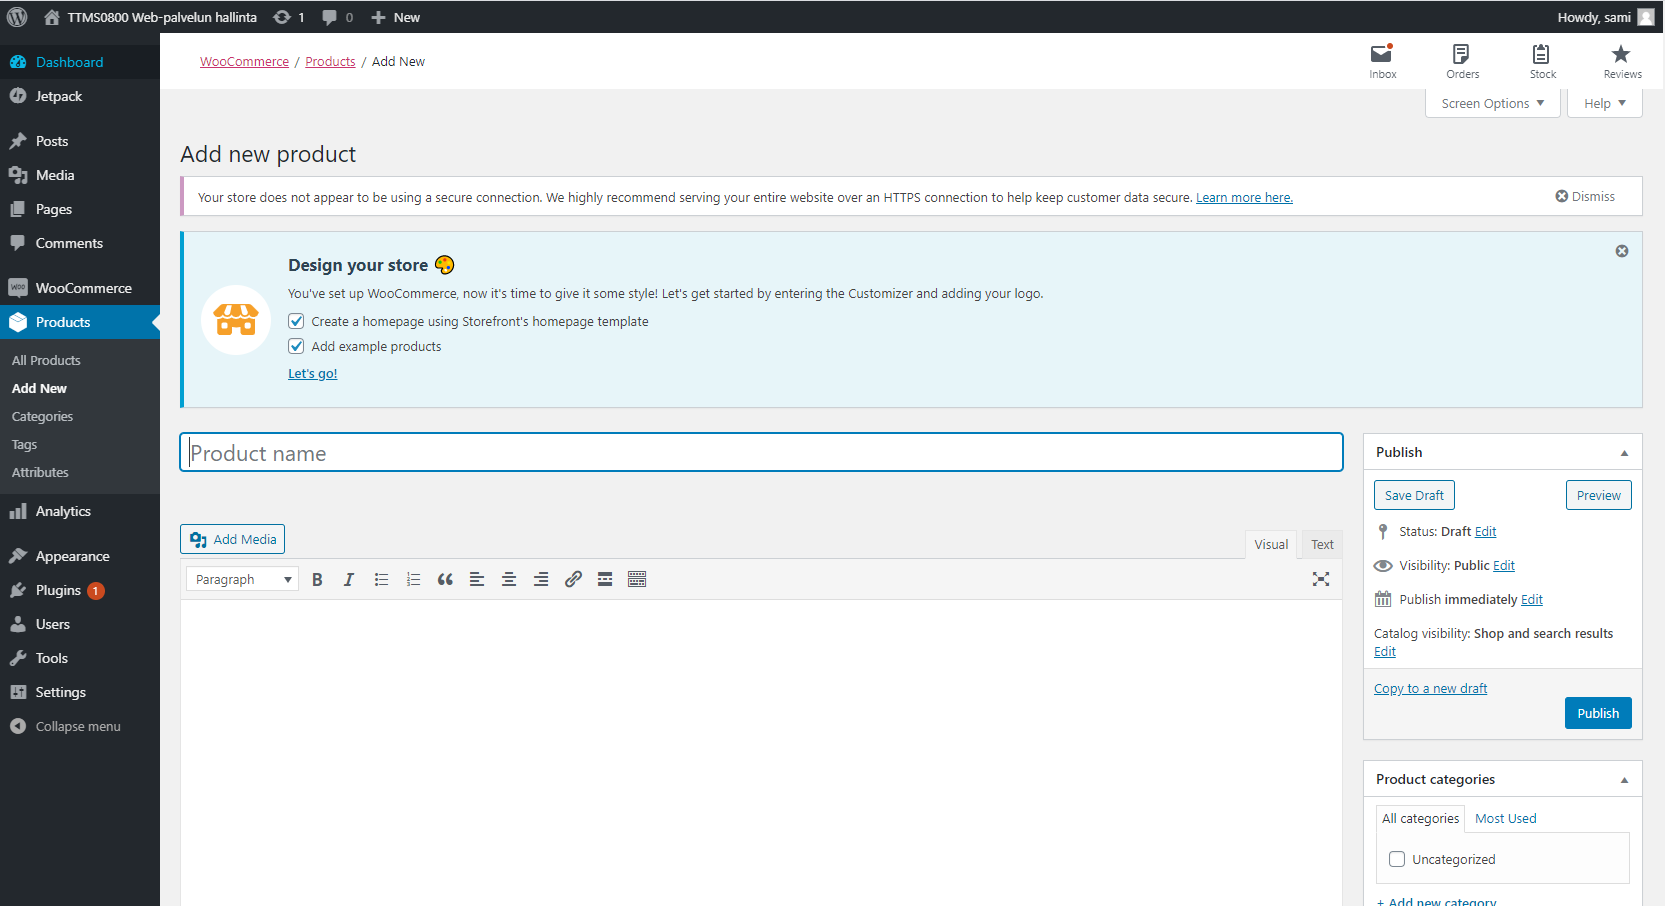 TTMS0800 Web-palvelun hallinta 1 0 New Howdy, sami
Dashboard
Jetpack
Posts
Media
Pages
Comments
WooCommerce
Products
All Products
Add New
Categories
Tags
Attributes
Analytics
Appearance
Plugins 1
Users
Tools
Settings
Collapse menu
WooCommerce / Products / Add New
Inbox
Orders
Stock
Reviews
Screen Options
Help
Add new product
Your store does not appear to be using a secure connection. We highly recommend serving your entire website over an HTTPS connection to help keep customer data secure. Learn more here.
Dismiss
Design your store
You've set up WooCommerce, now it's time to give it some style! Let's get started by entering the Customizer and adding your logo.
Create a homepage using Storefront's homepage template
Add example products
Let's go!
Product name
Add Media
Visual Text
Paragraph
Publish
Save Draft Preview
Status: Draft Edit
Visibility: Public Edit
Publish immediately Edit
Catalog visibility: Shop and search results
Edit
Copy to a new draft
Publish
Product categories
All categories Most Used
Uncategorized
+ Add new category